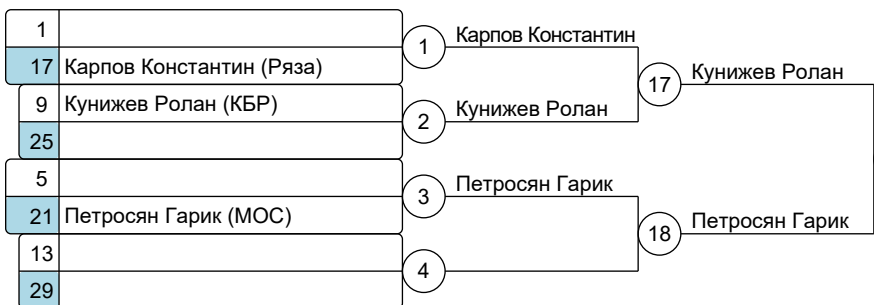 1
17 Карпов Константин (Ряза)
9 Кунижев Ролан (КБР)
25
5
21 Петросян Гарик (МОС)
13
29
1 Карпов Константин
2 Кунижев Ролан
3 Петросян Гарик
4
17 Кунижев Ролан
18 Петросян Гарик